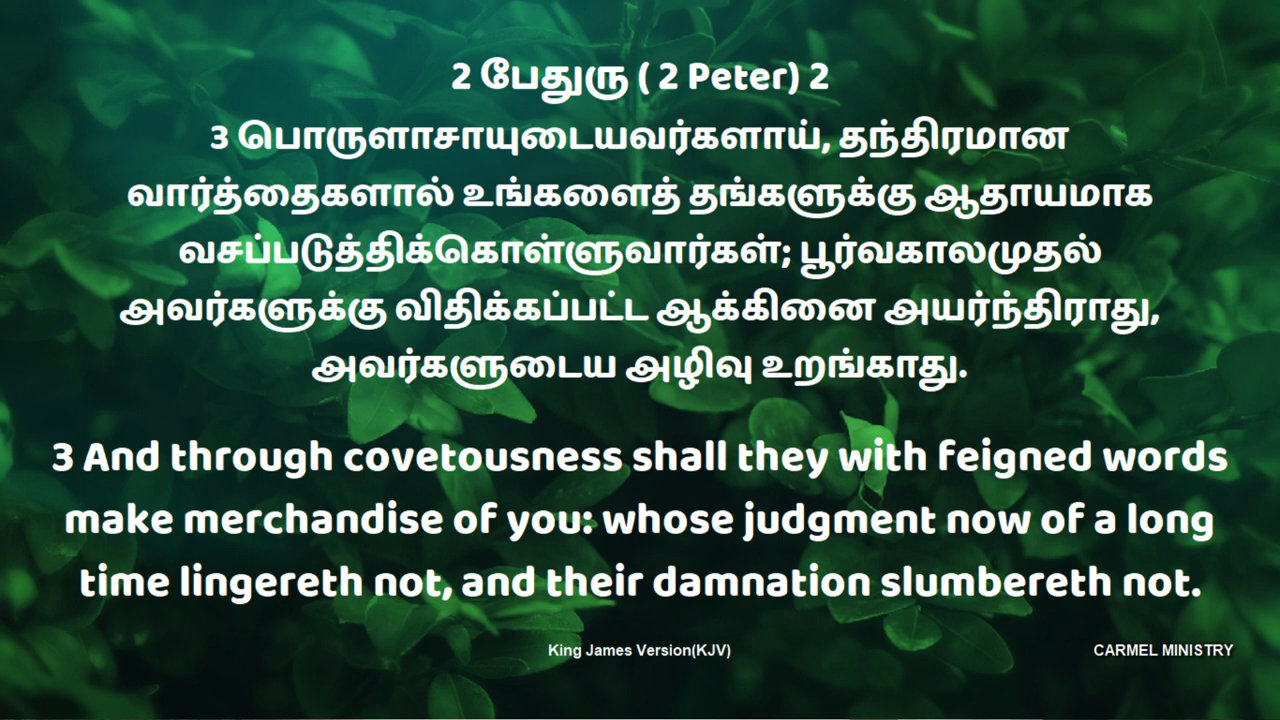 2 பேதுரு ( 2 Peter) 2
3 பொருளாசாயுடையவர்களாய், தந்திரமான
வார்த்தைகளால் உங்களைத் தங்களுக்கு ஆதாயமாக
வசப்படுத்திக்கொள்ளுவார்கள்; பூர்வகாலமுதல்
அவர்களுக்கு விதிக்கப்பட்ட ஆக்கினை அயர்ந்திராது,
அவர்களுடைய அழிவு உறங்காது.
3 And through covetousness shall they with feigned words
make merchandise of you: whose judgment now of a long
time lingereth not, and their damnation slumbereth not.
King James Version(KJV)
CARMEL MINISTRY